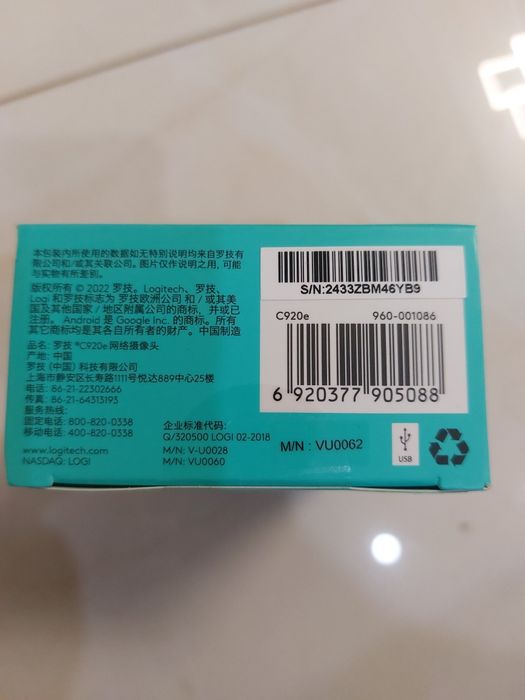 本包装内所使用的数据如无特别说明均来自罗技有
限公司和/或其关联公司。图片仅作说明之用, 可能
与实物有所差别。
版权所有 © 2022 罗技。Logitech、罗技、
Logi 和罗技标志为 罗技欧洲公司 和 / 或其美
国及其他国家 / 地区附属公司的商标, 并或已
注册。 Android 是 Google Inc. 的商标。所有
其它商标均是其各自所有者的财产。中国制造
品名: 罗技 ®C920e 网络摄像头
产地: 中国
罗技 (中国) 科技有限公司
上海市静安区长寿路1111号悦达889中心25楼
电话: 86-21-22302666
传真: 86-21-64313193
服务热线:
固定电话: 800-820-0338
移动电话: 400-820-0338
www.logitech.com
NASDAQ: LOGI
企业标准代码:
Q/320500 LOGI 02-2018
M/N: V-U0028
M/N: VU0060
M/N : VU0062
S/N:2433ZBM46YB9
C920e 960-001086
6 920377 905088
USB